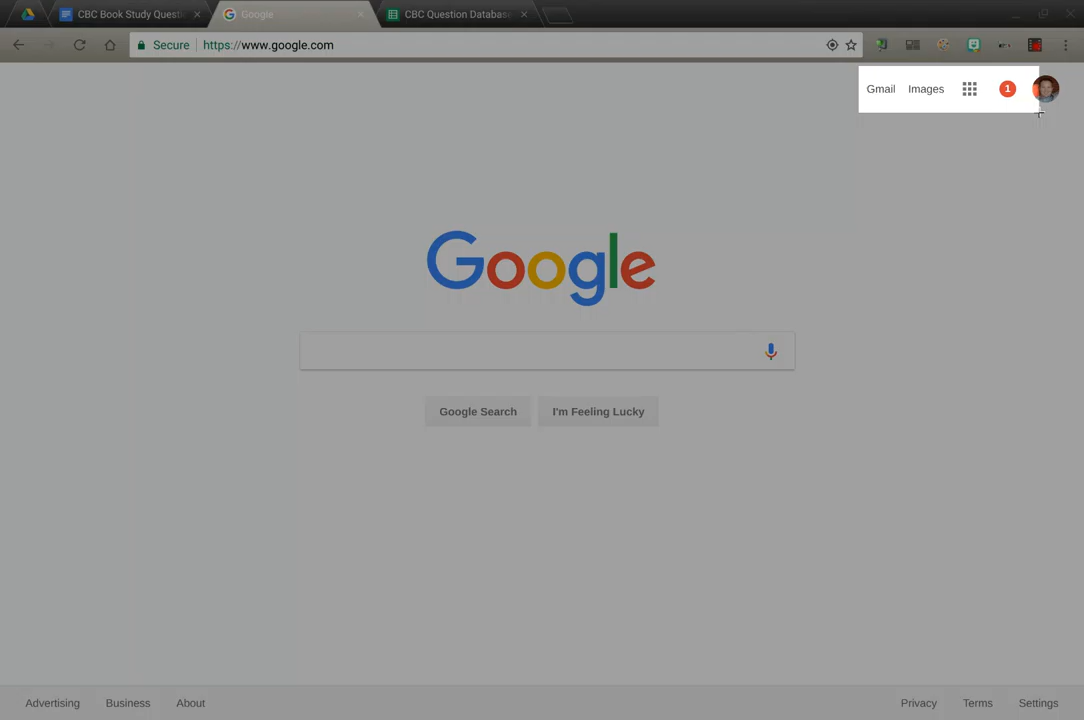 CBC Book Study Questi
Google
CBC Question Database
Secure
https://www.google.com
Gmail
Images
1
Google
Google Search
I'm Feeling Lucky
Advertising
Business
About
Privacy
Terms
Settings